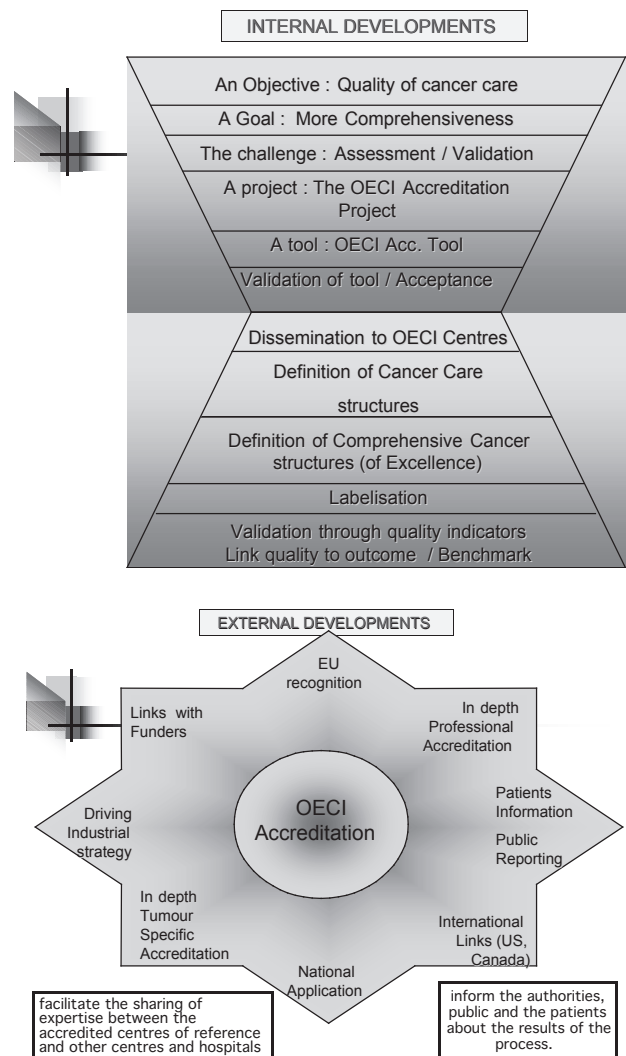 INTERNAL DEVELOPMENTS
An Objective : Quality of cancer care
A Goal : More Comprehensiveness
The challenge : Assessment / Validation
A project : The OECI Accreditation
Project
A tool : OECI Acc. Tool
Validation of tool / Acceptance
Dissemination to OECI Centres
Definition of Cancer Care
structures
Definition of Comprehensive Cancer
structures (of Excellence)
Labelisation
Validation through quality indicators
Link quality to outcome / Benchmark
EXTERNAL DEVELOPMENTS
EU
recognition
Links with
Funders
In depth
Professional
Accreditation
Driving
Industrial
strategy
OECI
Accreditation
Patients
Information
Public
Reporting
In depth
Tumour
Specific
Accreditation
International
Links (US,
Canada)
National
Application
facilitate the sharing of
expertise between the
accredited centres of reference
and other centres and hospitals
inform the authorities,
public and the patients
about the results of the
process.